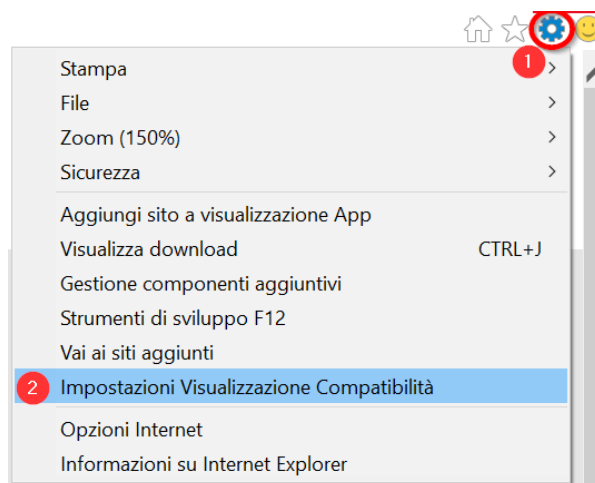 1
Stampa
File
Zoom (150%)
Sicurezza
Aggiungi sito a visualizzazione App
Visualizza download CTRL+J
Gestione componenti aggiuntivi
Strumenti di sviluppo F12
Vai ai siti aggiunti
2 Impostazioni Visualizzazione Compatibilità
Opzioni Internet
Informazioni su Internet Explorer